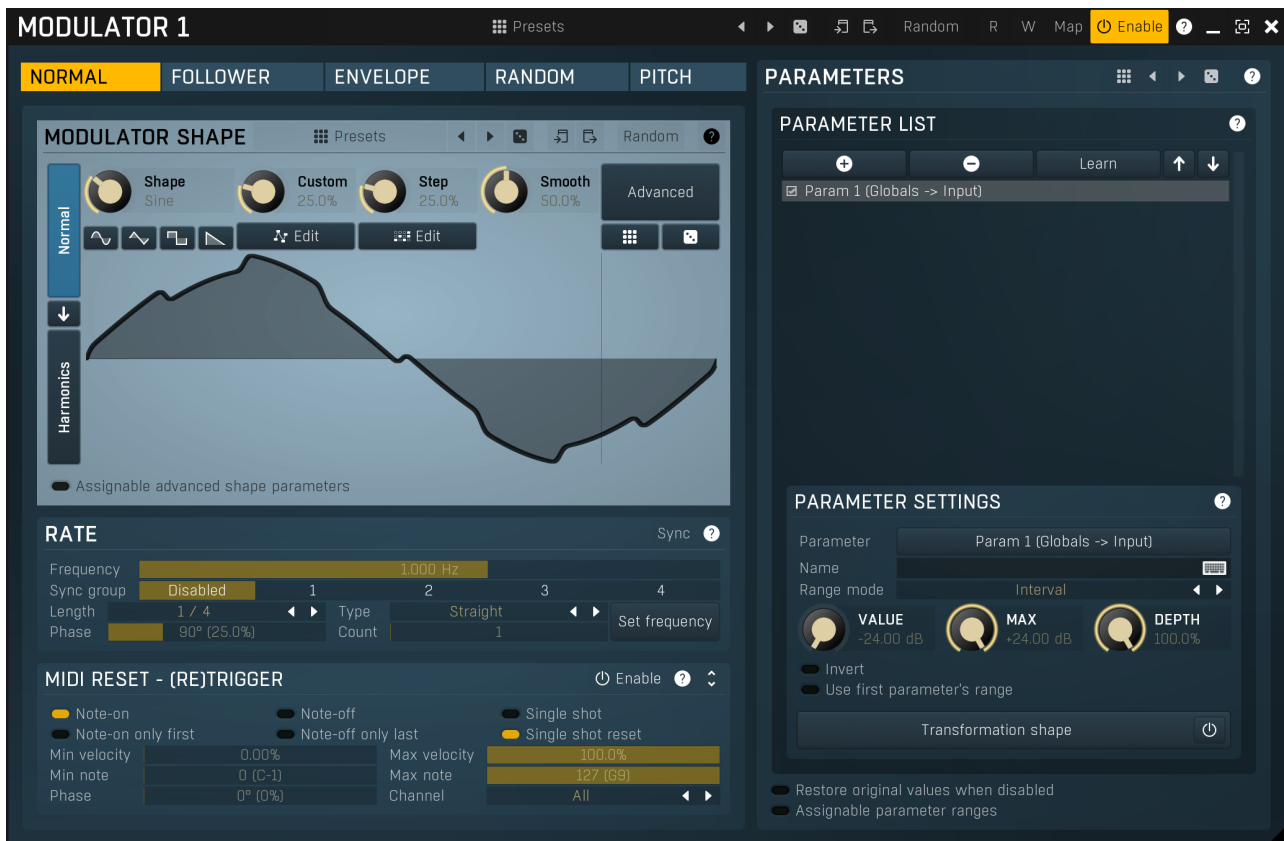 MODULATOR 1
Presets
Random
R
W
Map
Enable
?
NORMAL
FOLLOWER
ENVELOPE
RANDOM
PITCH
MODULATOR SHAPE
Presets
Random
?
Normal
Harmonics
Shape
Sine
Custom
25.0%
Step
25.0%
Smooth
50.0%
Advanced
Edit
Edit
Assignable advanced shape parameters
RATE
Sync
?
Frequency
1.000 Hz
Sync group
Disabled
1
2
3
4
Length
1 / 4
Type
Straight
Set frequency
Phase
90° (25.0%)
Count
1
MIDI RESET - (RE)TRIGGER
Enable
?
Note-on
Note-off
Single shot
Note-on only first
Note-off only last
Single shot reset
Min velocity
0.00%
Max velocity
100.0%
Min note
0 (C-1)
Max note
127 (G9)
Phase
0° (0%)
Channel
All
PARAMETERS
?
PARAMETER LIST
?
Learn
Param 1 (Globals -> Input)
PARAMETER SETTINGS
?
Parameter
Param 1 (Globals -> Input)
Name
Range mode
Interval
VALUE
-24.00 dB
MAX
+24.00 dB
DEPTH
100.0%
Invert
Use first parameter's range
Transformation shape
Restore original values when disabled
Assignable parameter ranges